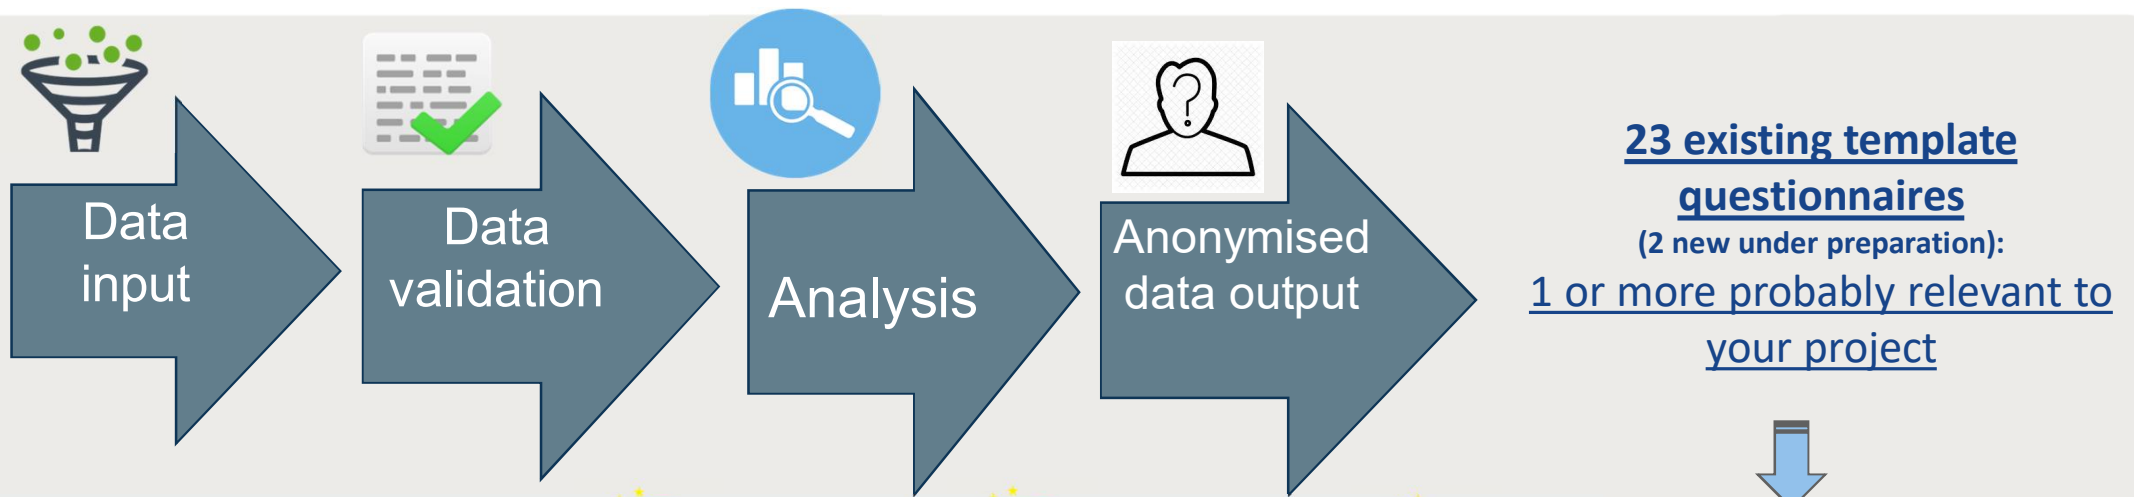 Data
input
Data
validation
Analysis
Anonymised
data output
23 existing template
questionnaires
(2 new under preparation):
1 or more probably relevant to
your project